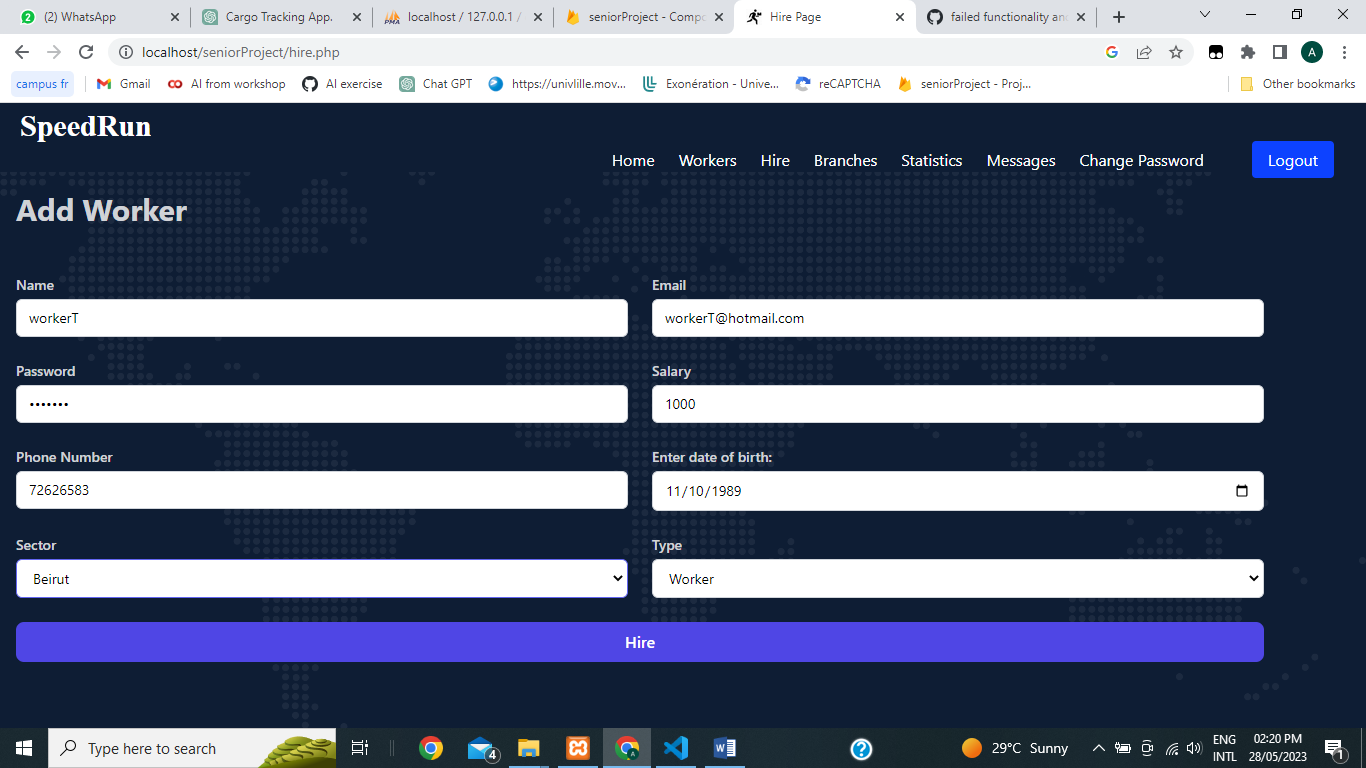 (2) WhatsApp
Cargo Tracking App.
localhost / 127.0.0.1 /
seniorProject - Compo
Hire Page
failed functionality and
localhost/seniorProject/hire.php
A
campus fr
Gmail
AI from workshop
AI exercise
Chat GPT
https://univlille.mov...
Exonération - Unive...
reCAPTCHA
seniorProject - Proj...
Other bookmarks
SpeedRun
Home Workers Hire Branches Statistics Messages Change Password Logout
Add Worker
Name
Email
workerT
workerT@hotmail.com
Password
Salary
•••••••
1000
Phone Number
Enter date of birth:
72626583
11/10/1989
Sector
Type
Beirut
Worker
Hire
Type here to search
4
29°C Sunny
ENG
INTL
02:20 PM
28/05/2023
1